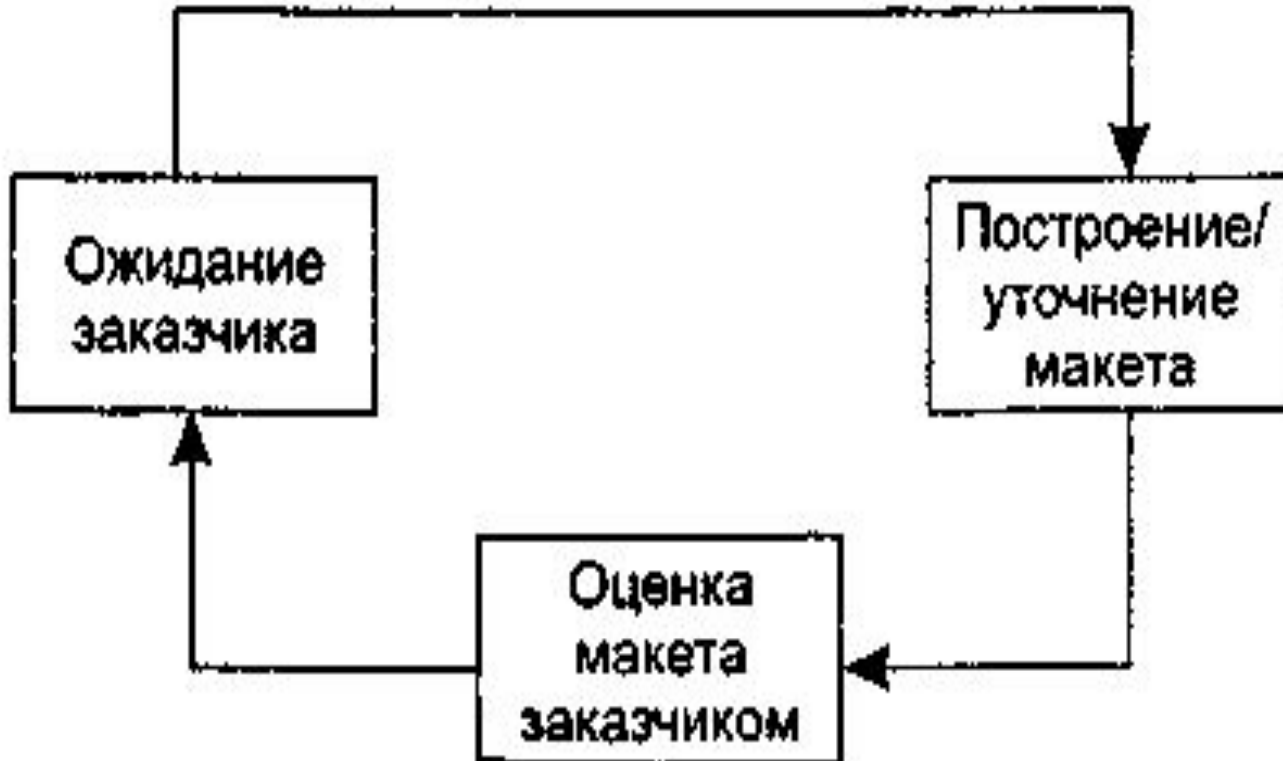 Ожидание
заказчика
Построение/
уточнение
макета
Оценка
макета
заказчиком